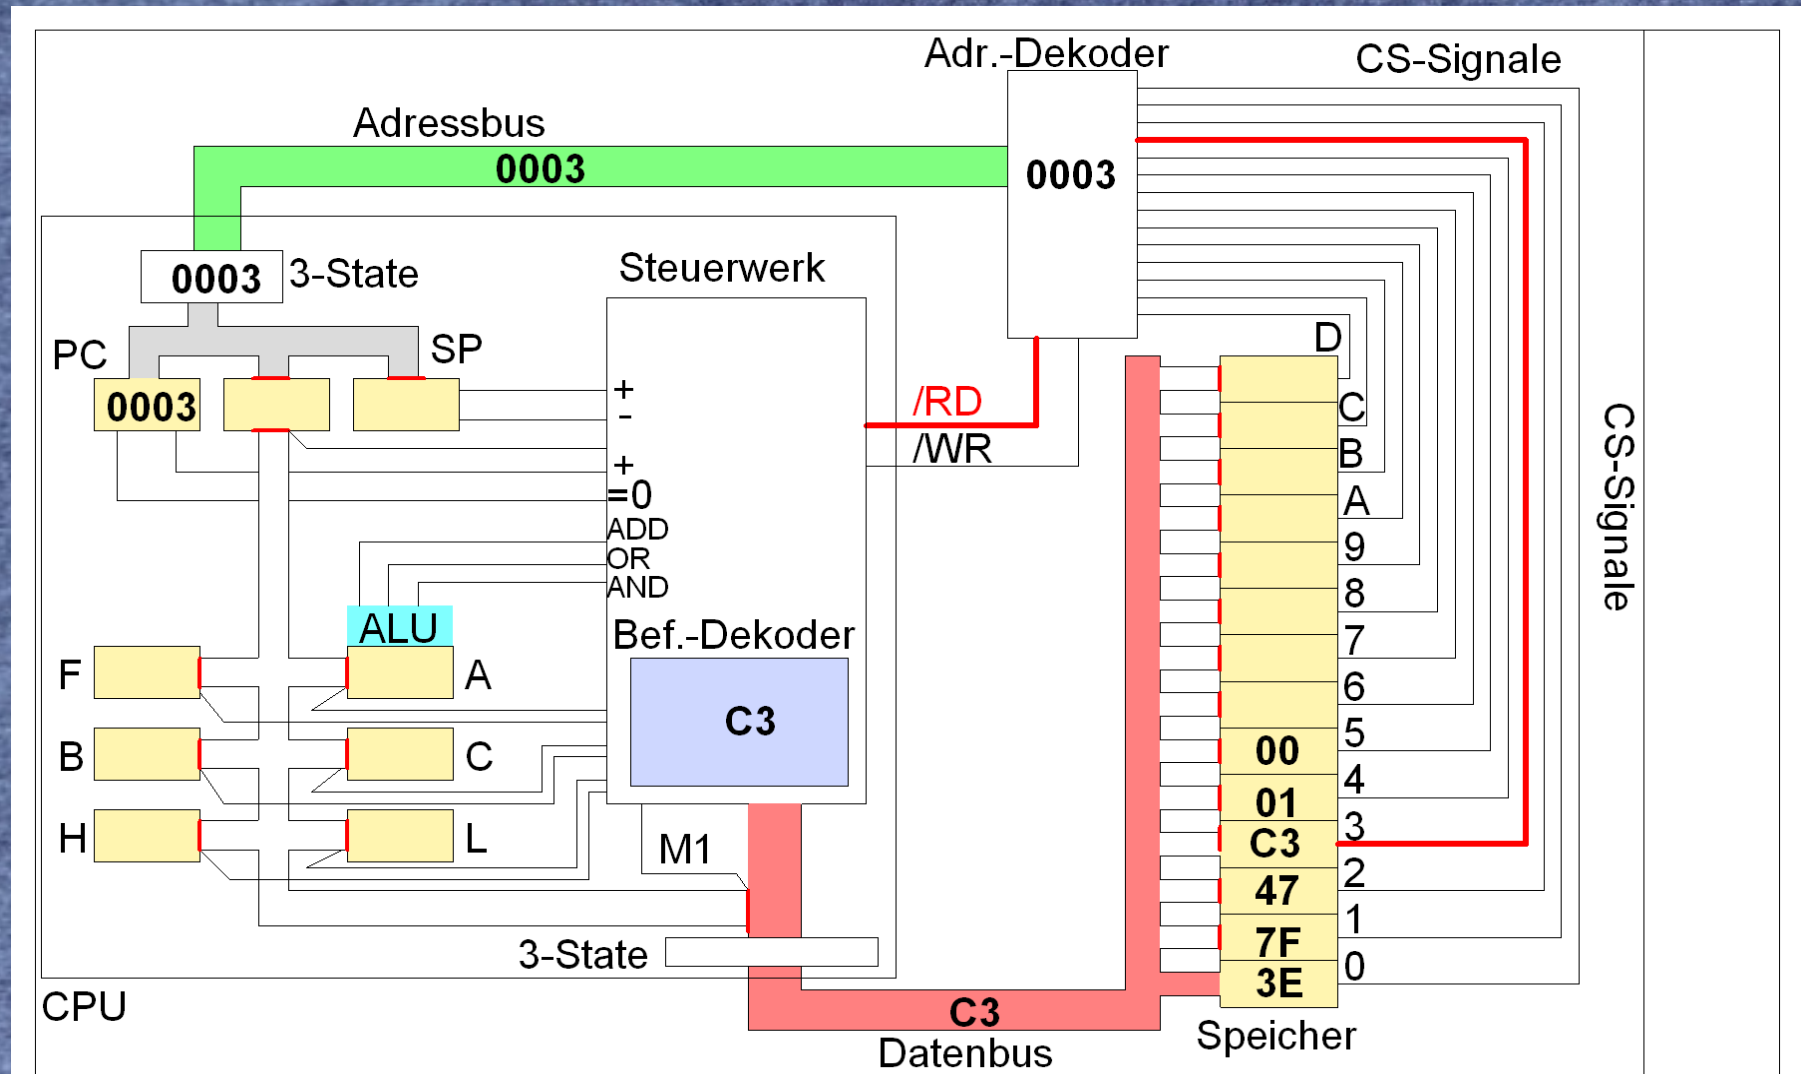 Adr.-Dekoder
CS-Signale
Adressbus
0003
0003
0003
3-State
Steuerwerk
PC
SP
0003
+
-
+
=0
ADD
OR
AND
/RD
/WR
ALU
Bef.-Dekoder
C3
F
A
B
C
H
L
M1
3-State
CPU
C3
Datenbus
D
C
B
A
9
8
7
6
5
00
4
01
3
C3
2
47
1
7F
0
3E
Speicher
CS-Signale